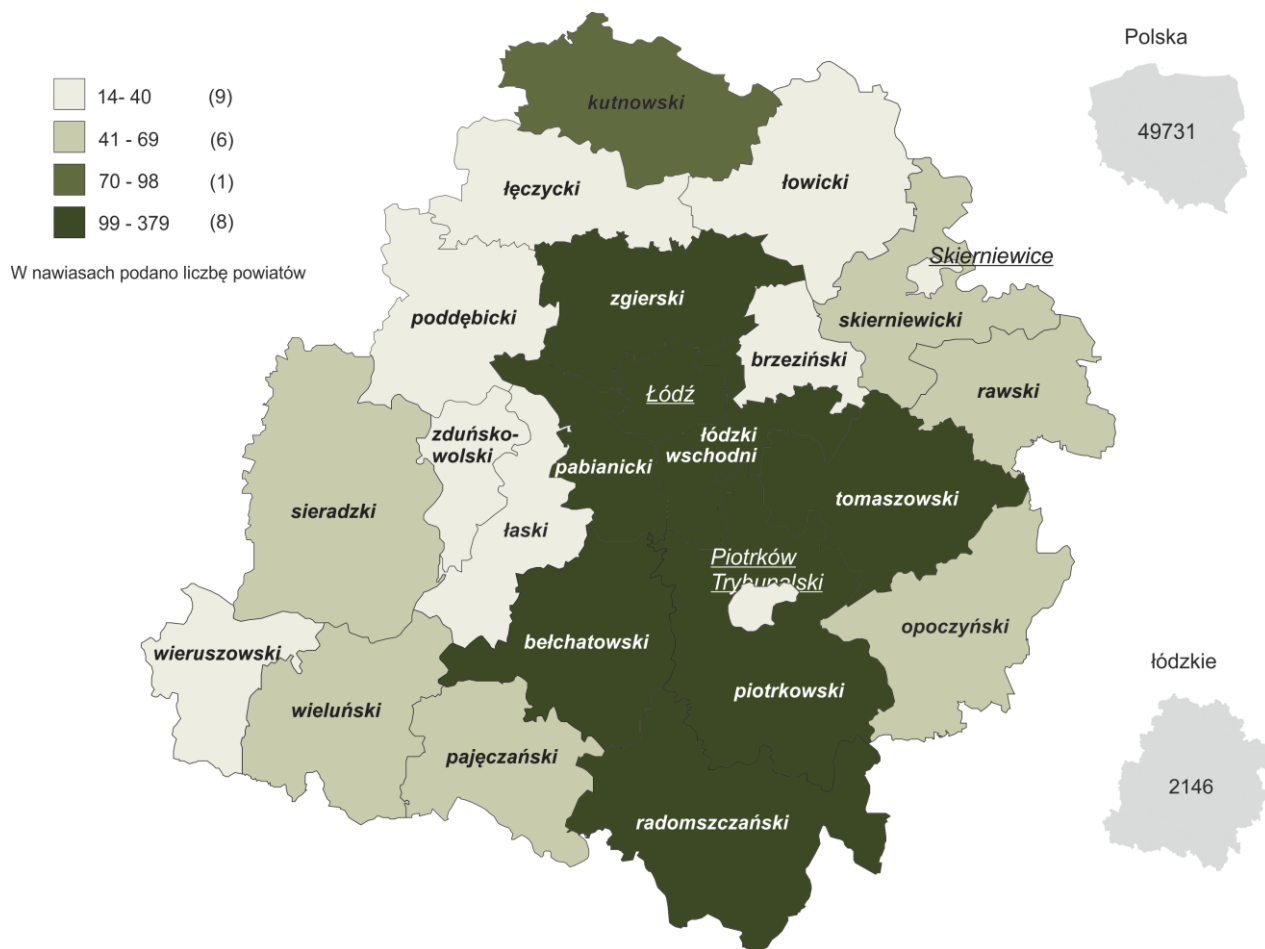 Polska
49731
14- 40 (9)
41 - 69 (6)
70 - 98 (1)
99 - 379 (8)
W nawiasach podano liczbę powiatów
kutnowski
łęczycki
łowicki
Skierniewice
zgierski
poddębicki
skierniewicki
brzeziński
rawski
Łódź
zduńsko-
wolski
łódzki
wschodni
pabianicki
tomaszowski
sieradzki
łaski
Piotrków
Trybunalski
opoczyński
bełchatowski
wieruszowski
piotrkowski
wieluński
pajęczański
radomszczański
łódzkie
2146